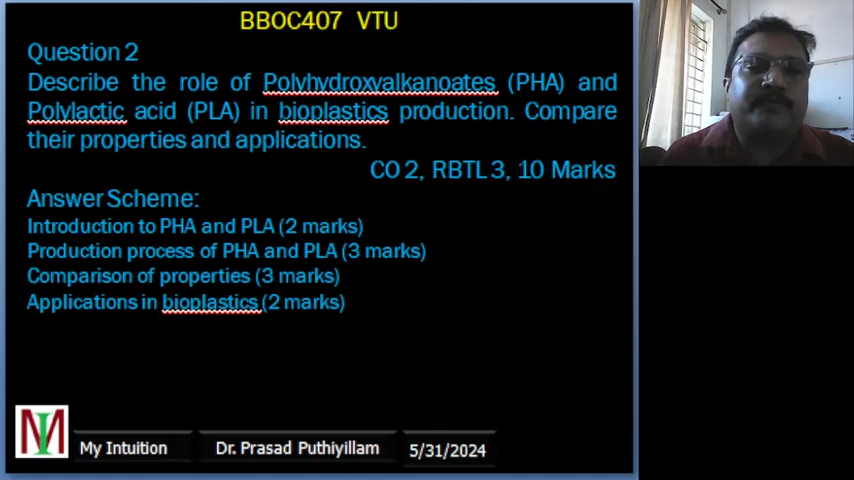 BBOC407 VTU
Question 2
Describe the role of Polyhydroxyalkanoates (PHA) and
Polylactic acid (PLA) in bioplastics production. Compare
their properties and applications.
CO 2, RBTL 3, 10 Marks
Answer Scheme:
Introduction to PHA and PLA (2 marks)
Production process of PHA and PLA (3 marks)
Comparison of properties (3 marks)
Applications in bioplastics (2 marks)
MI
My Intuition
Dr. Prasad Puthiyillam
5/31/2024